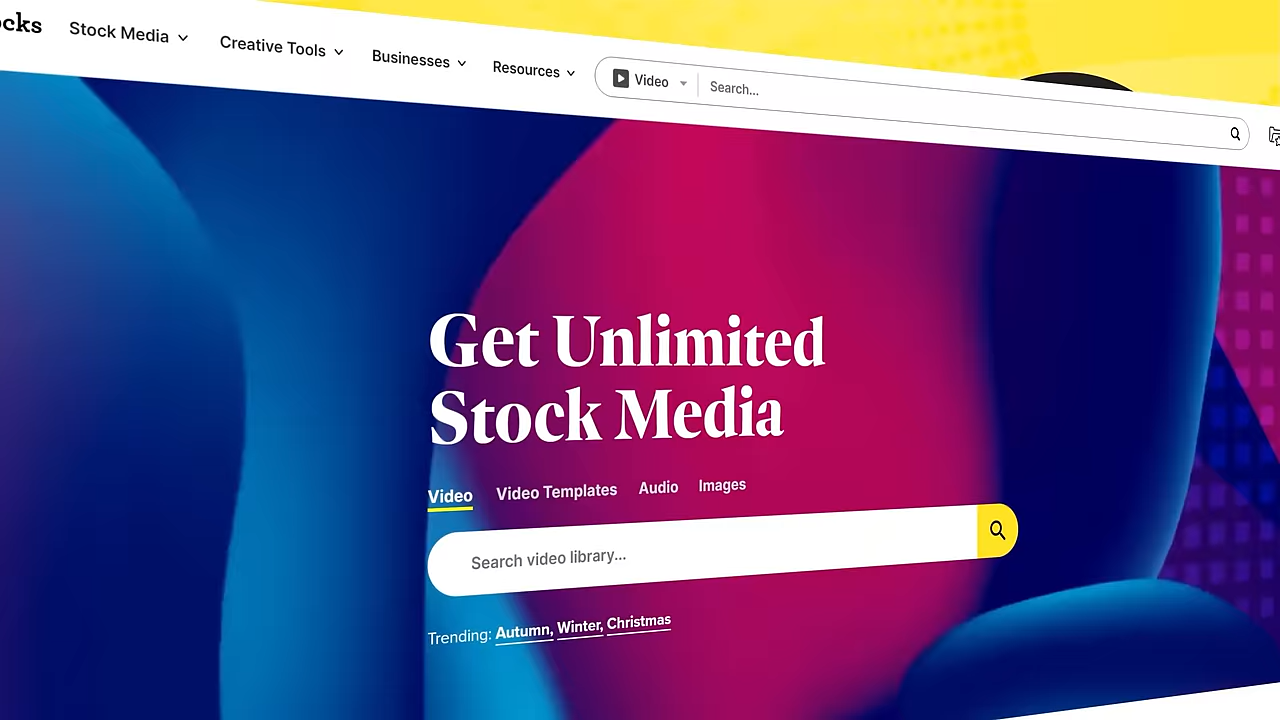 ocks
Stock Media
Creative Tools
Businesses
Resources
Video
Search...
Get Unlimited
Stock Media
Video
Video Templates
Audio
Images
Search video library...
Trending: Autumn, Winter, Christmas